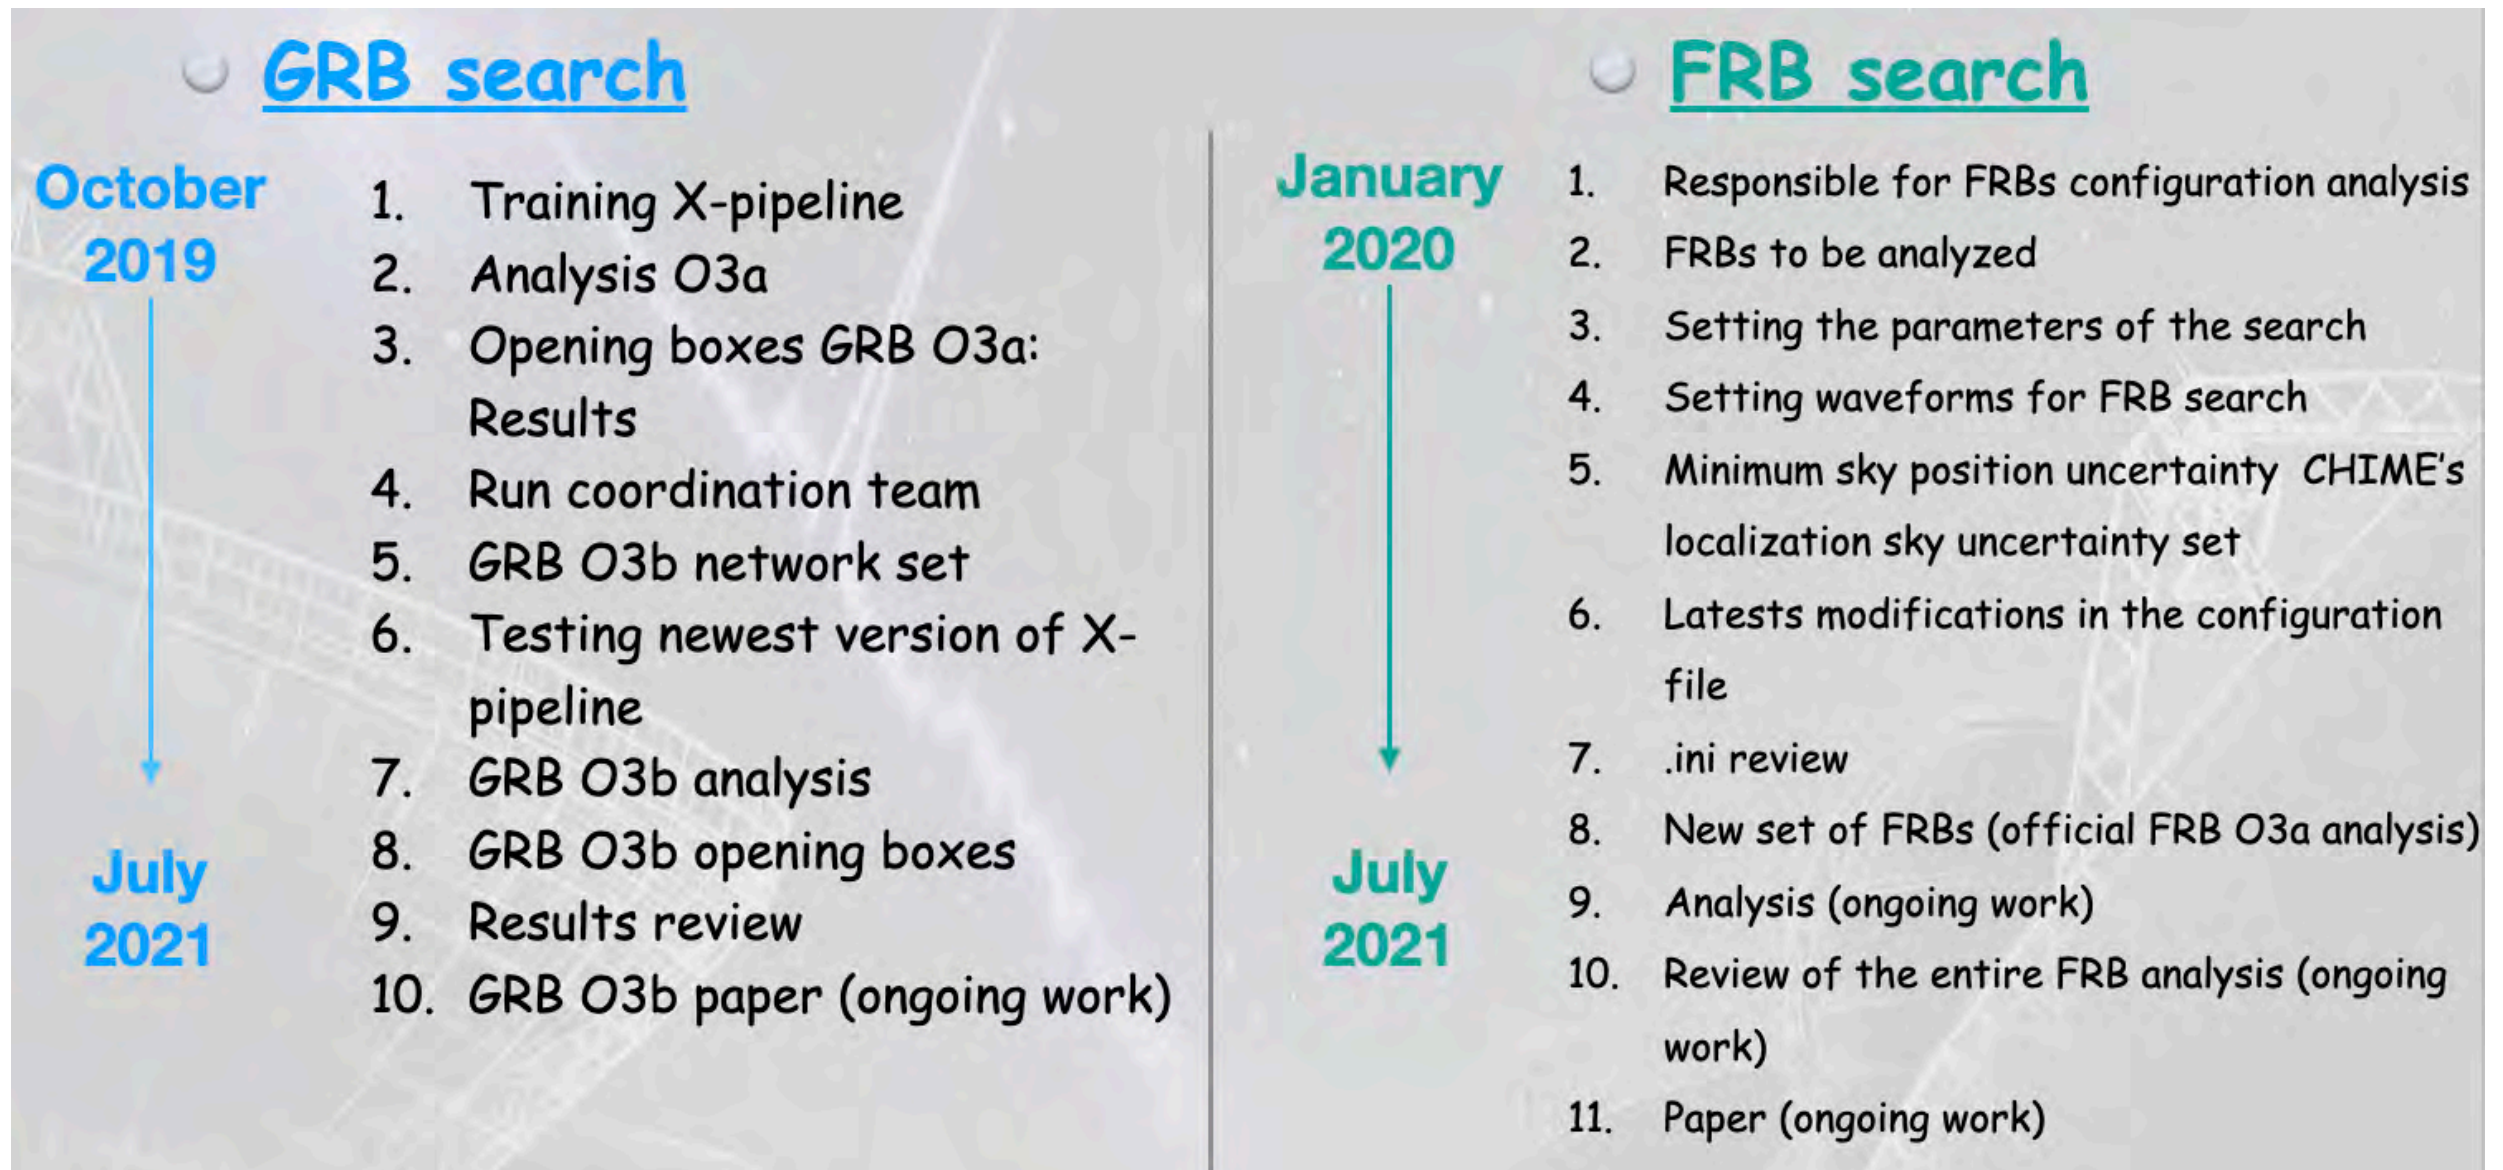 GRB search
October
2019
July
2021
1. Training X-pipeline
2. Analysis O3a
3. Opening boxes GRB O3a:
Results
4. Run coordination team
5. GRB O3b network set
6. Testing newest version of X-
pipeline
7. GRB O3b analysis
8. GRB O3b opening boxes
9. Results review
10. GRB O3b paper (ongoing work)
FRB search
January
2020
July
2021
1. Responsible for FRBs configuration analysis
2. FRBs to be analyzed
3. Setting the parameters of the search
4. Setting waveforms for FRB search
5. Minimum sky position uncertainty CHIME's
localization sky uncertainty set
6. Latests modifications in the configuration
file
7. .ini review
8. New set of FRBs (official FRB O3a analysis)
9. Analysis (ongoing work)
10. Review of the entire FRB analysis (ongoing
work)
11. Paper (ongoing work)